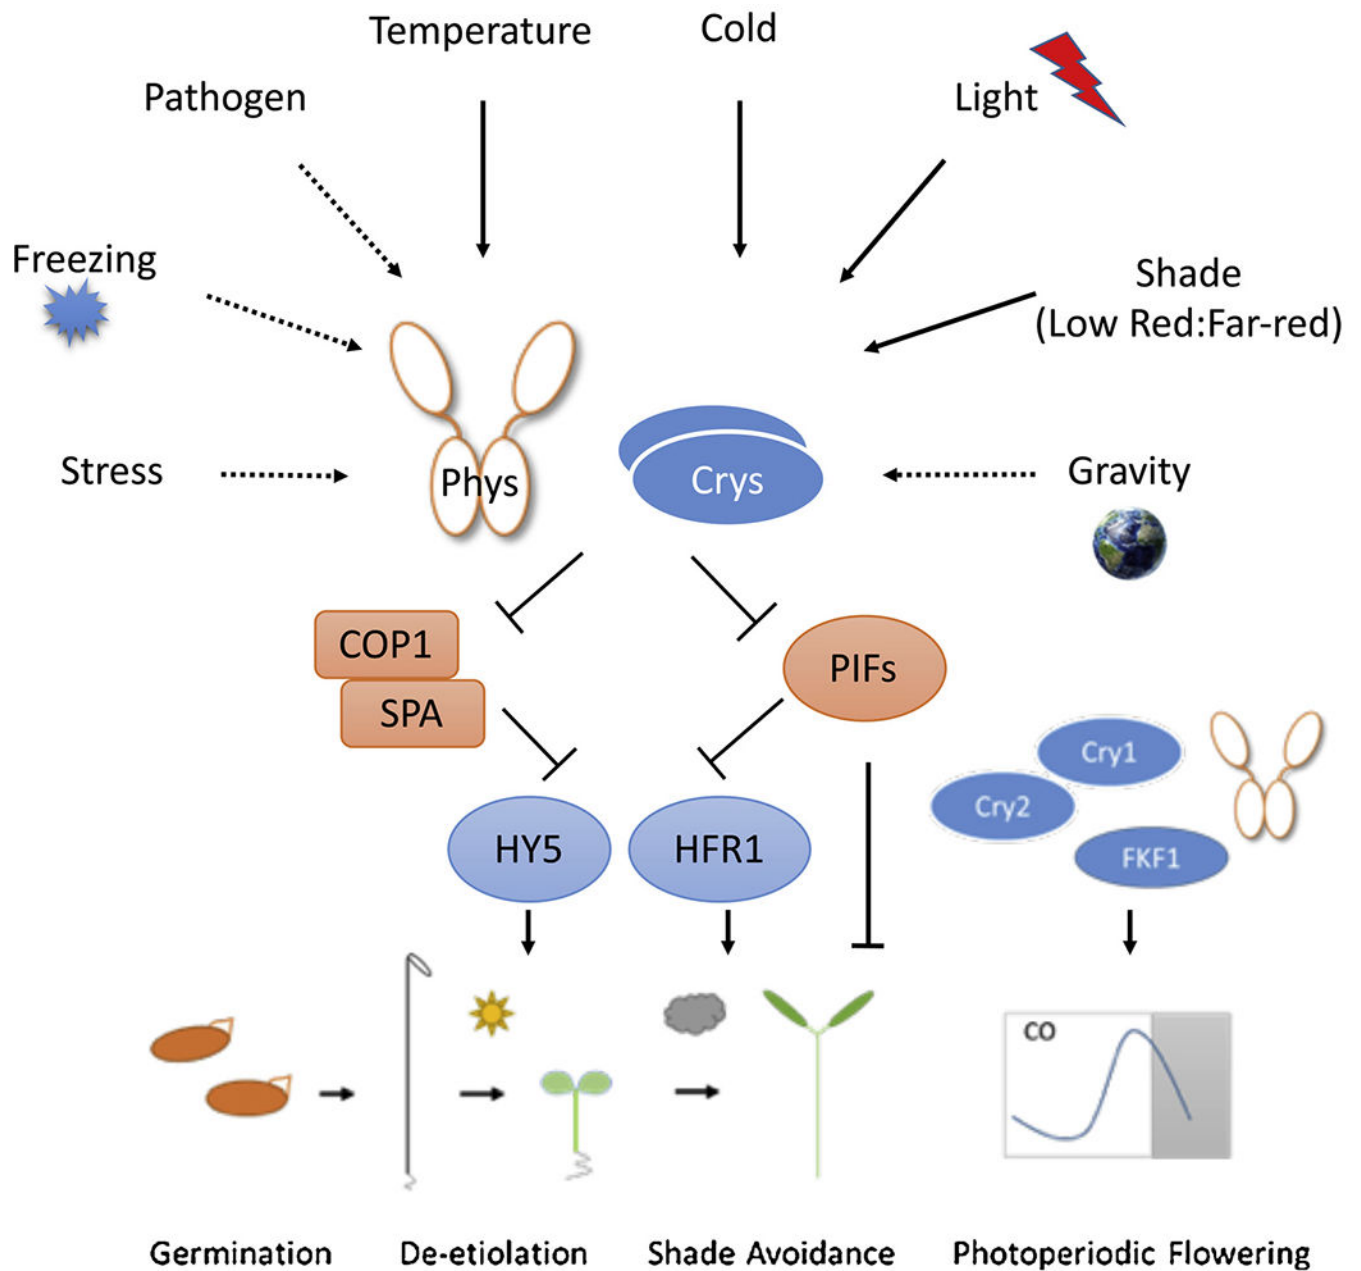 Temperature
Cold
Pathogen
Light
Freezing
Shade
(Low Red:Far-red)
Stress
Phys
Crys
Gravity
COP1
SPA
PIFs
Cry1
Cry2
HY5
HFR1
FKF1
CO
Germination
De-etiolation
Shade Avoidance
Photoperiodic Flowering